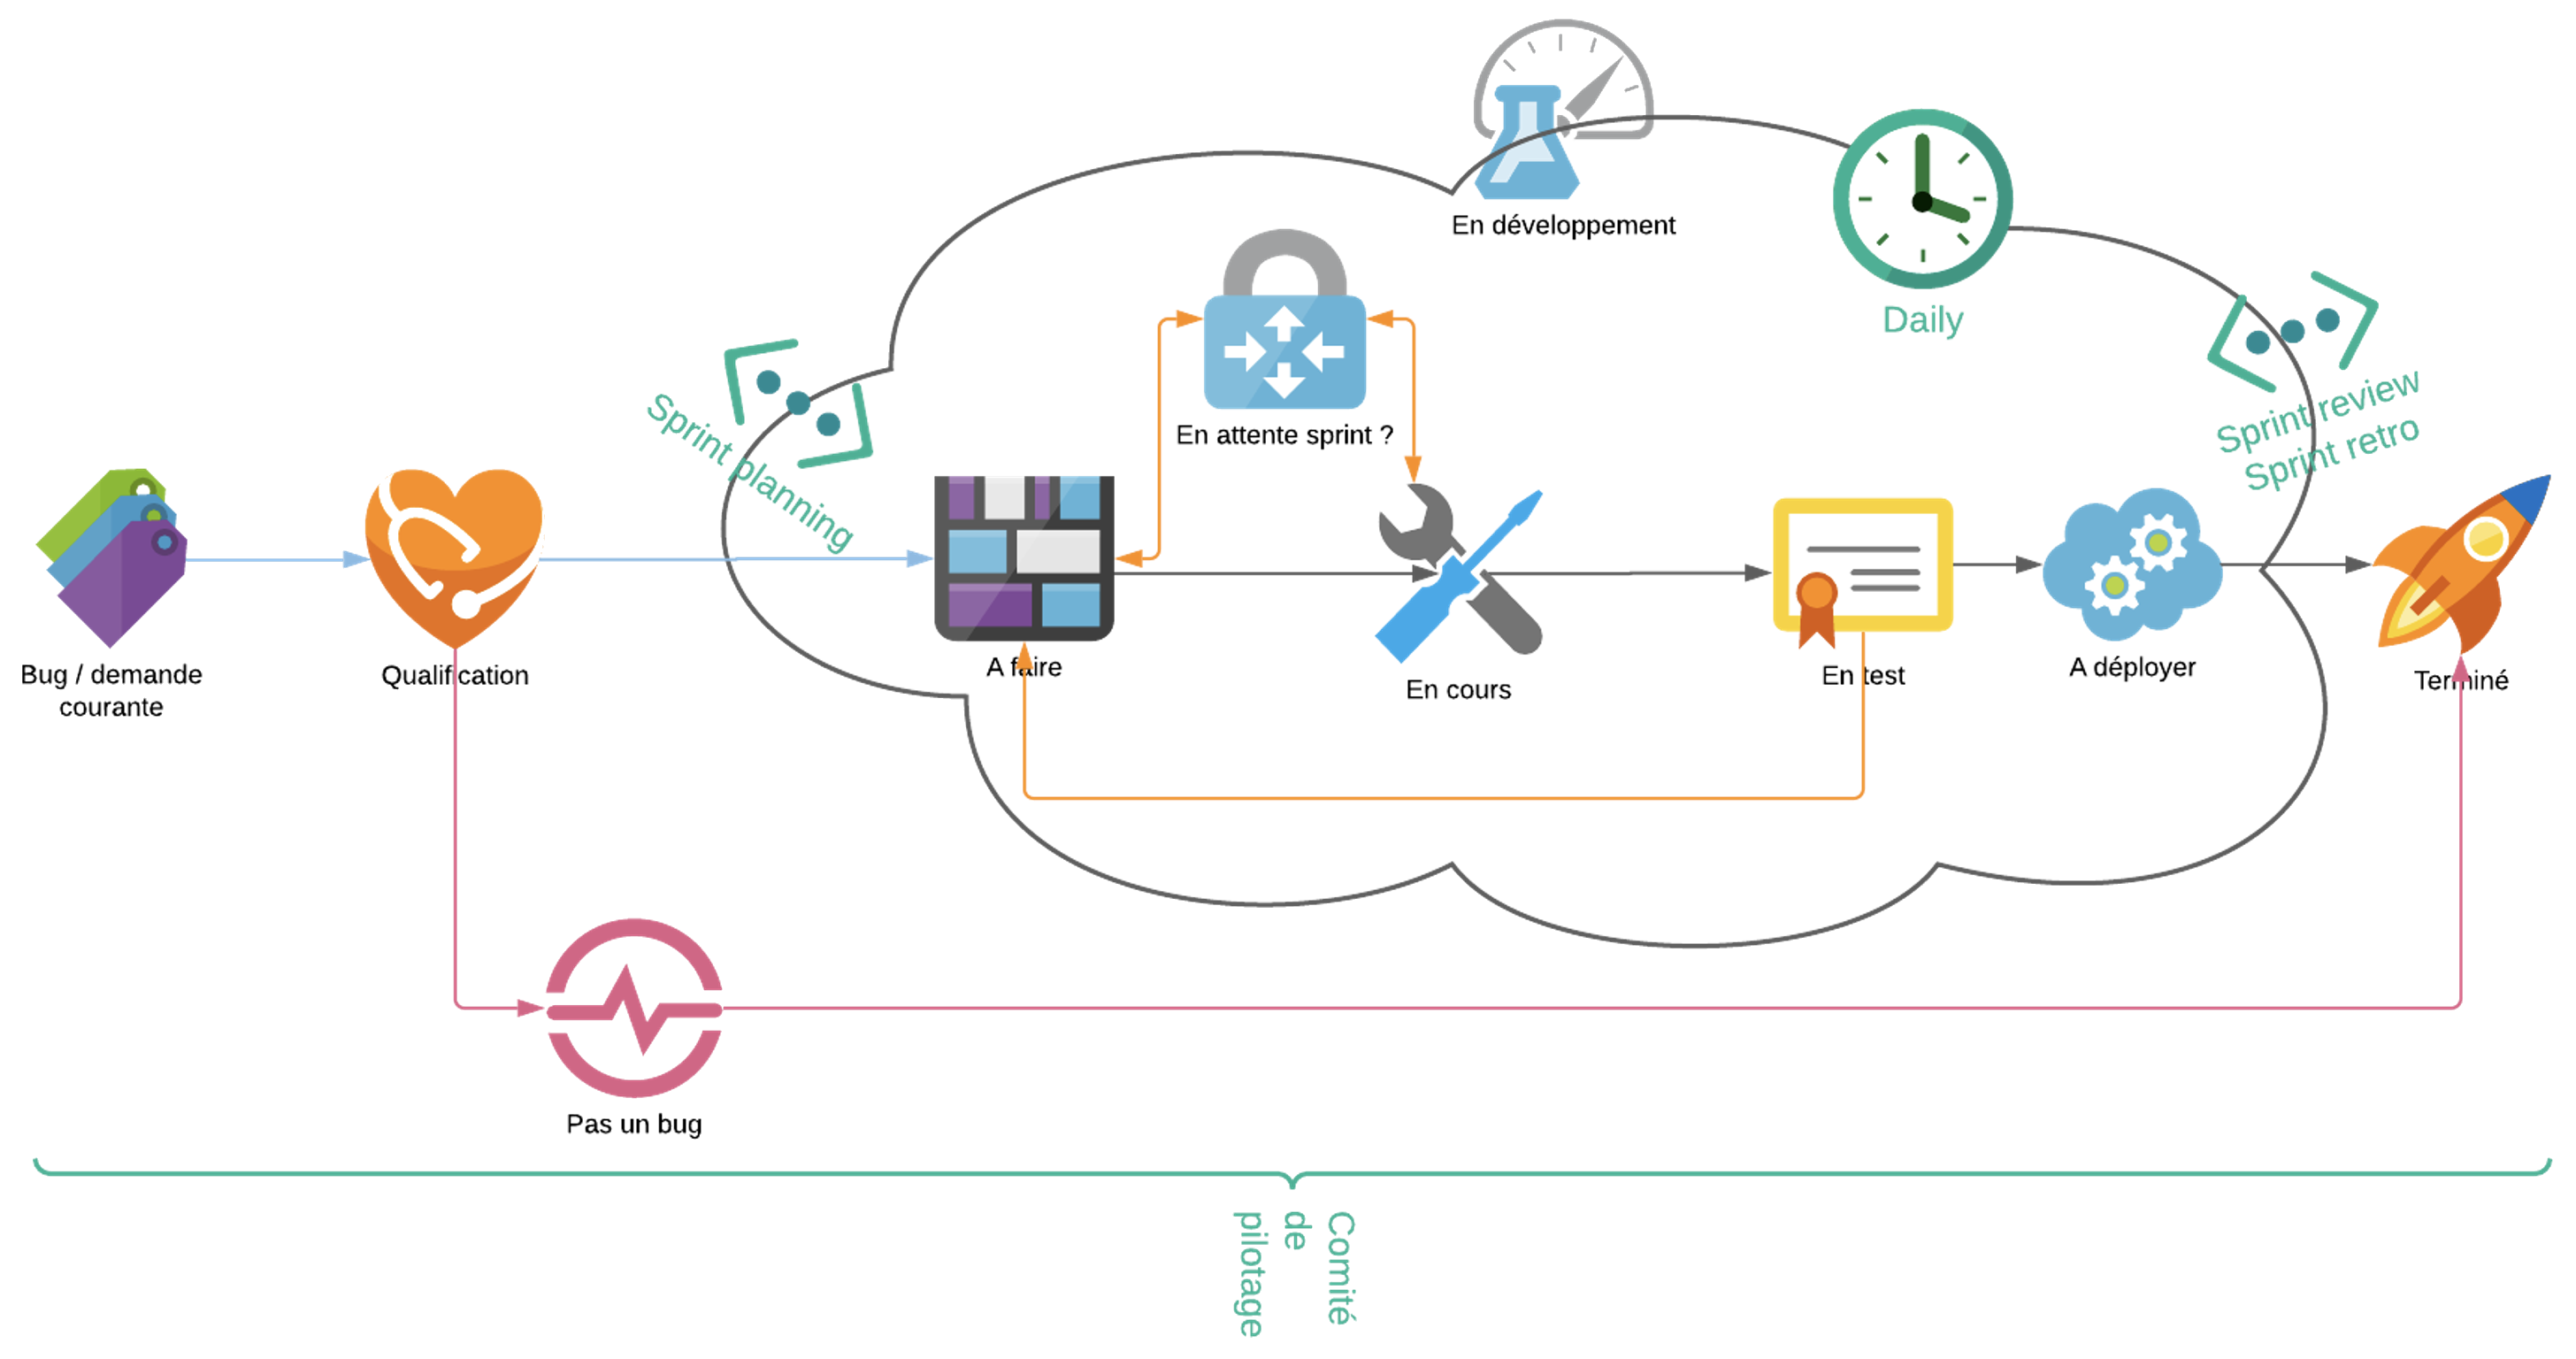 En développement
Daily
Sprint planning
En attente sprint ?
Sprint review
Sprint retro
Bug / demande
courante
Qualification
A faire
En cours
En test
A déployer
Terminé
Pas un bug
Comité
de
pilotage